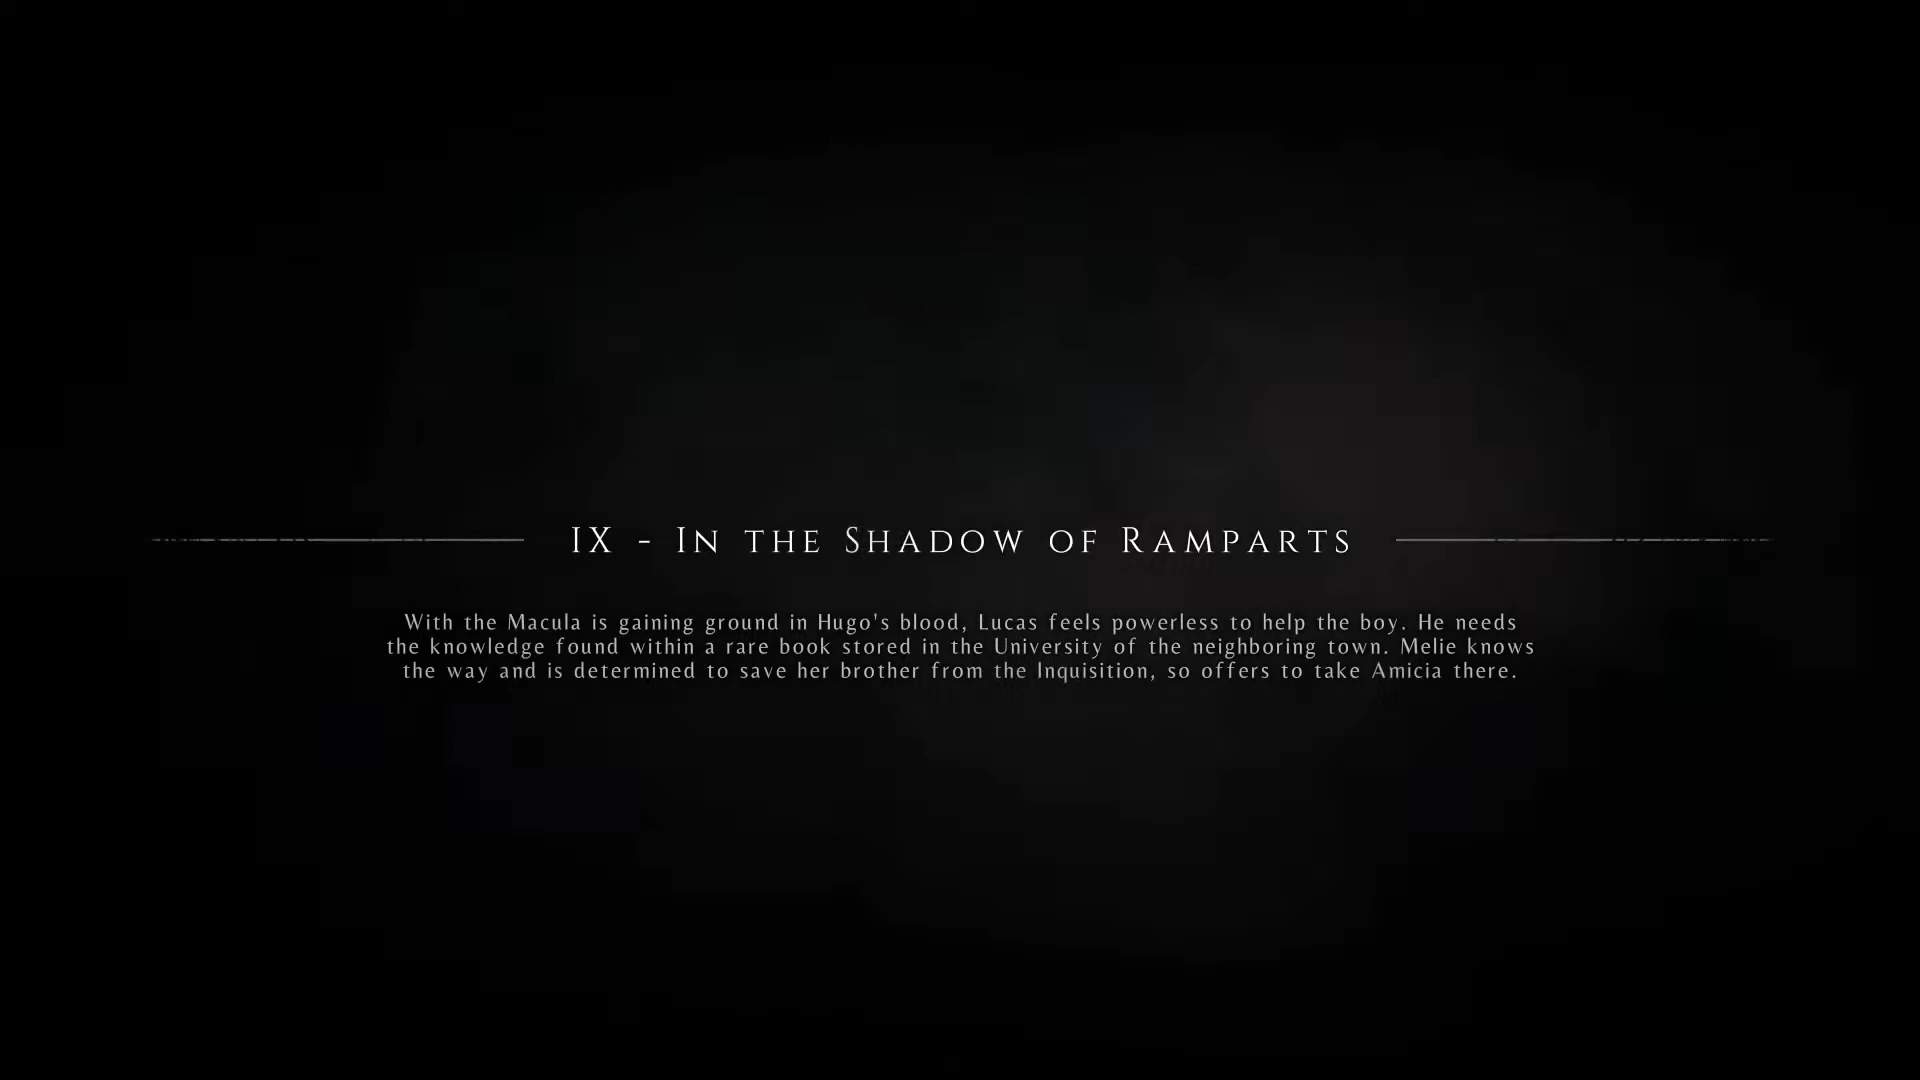 IX - In the Shadow of Ramparts
With the Macula is gaining ground in Hugo's blood, Lucas feels powerless to help the boy. He needs
the knowledge found within a rare book stored in the University of the neighboring town. Melie knows
the way and is determined to save her brother from the Inquisition, so offers to take Amicia there.